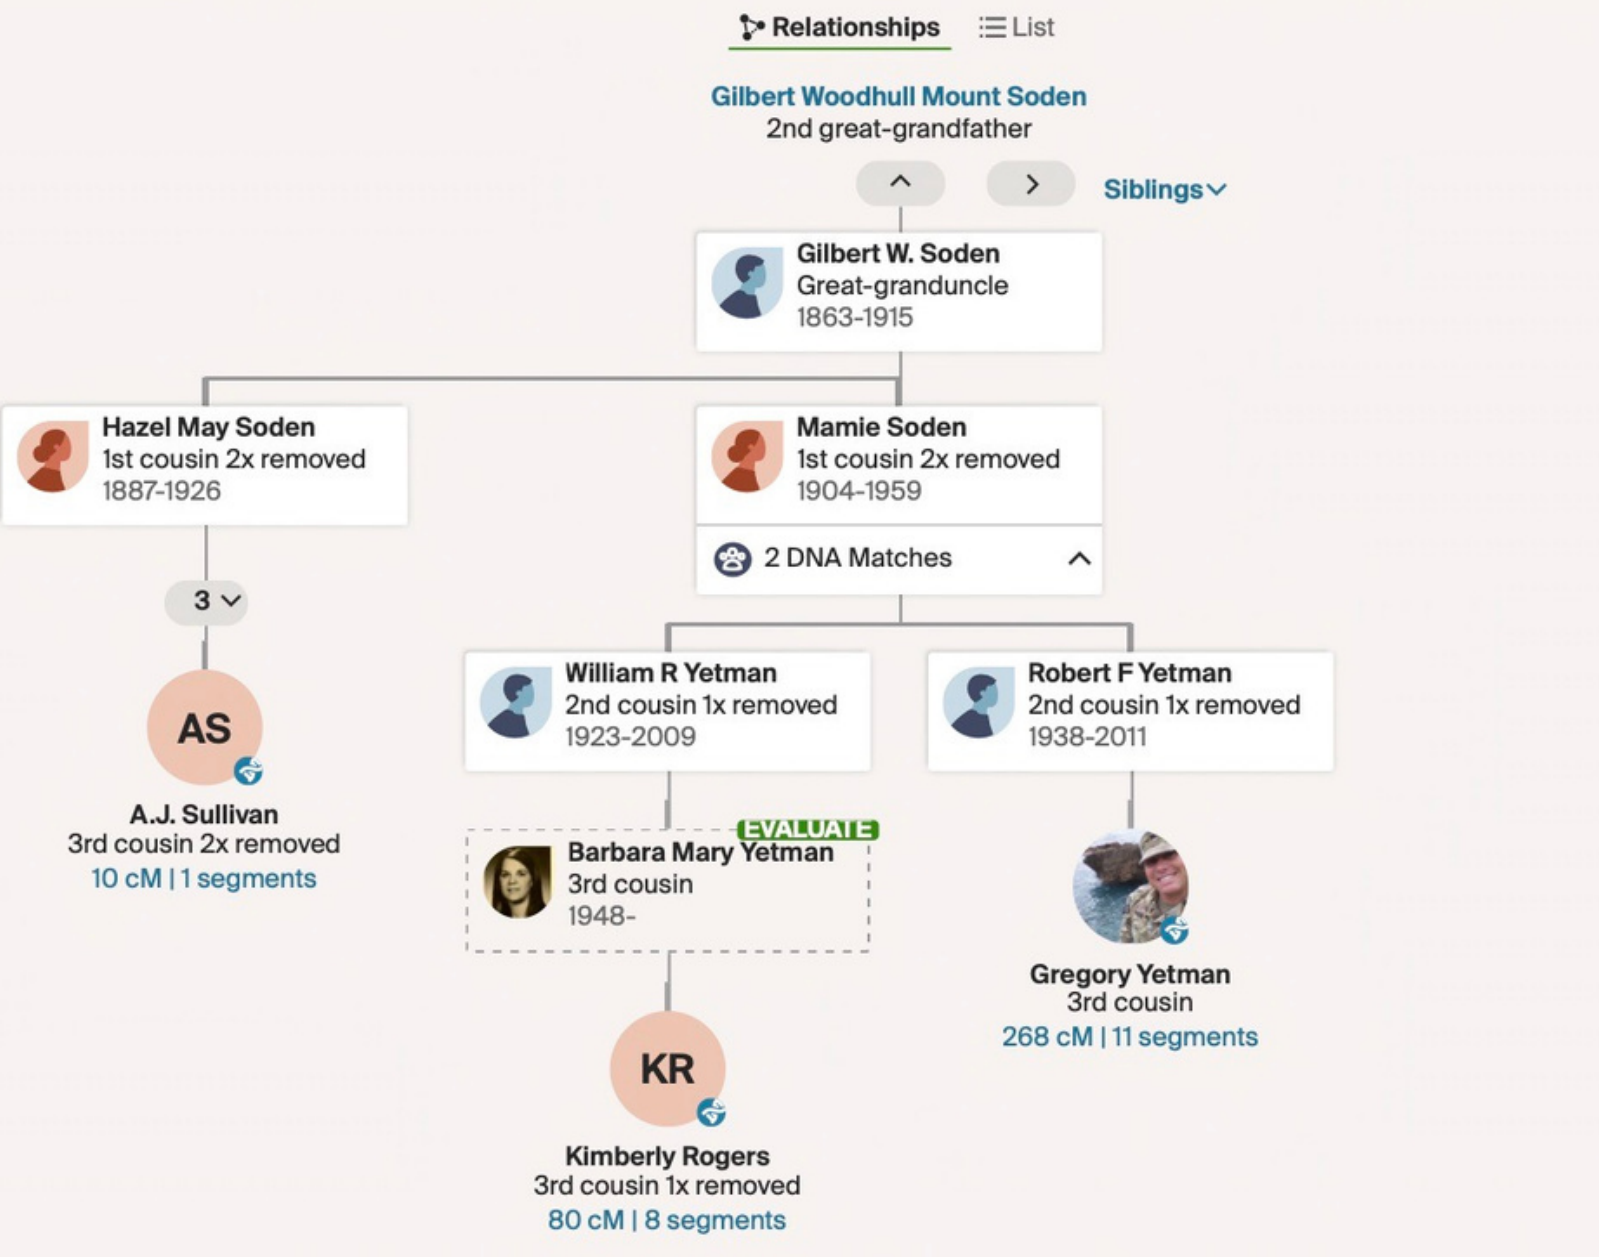 Relationships
List
Gilbert Woodhull Mount Soden
2nd great-grandfather
Siblings
Gilbert W. Soden
Great-granduncle
1863-1915
Hazel May Soden
1st cousin 2x removed
1887-1926
Mamie Soden
1st cousin 2x removed
1904-1959
2 DNA Matches
3
William R Yetman
2nd cousin 1x removed
1923-2009
Robert F Yetman
2nd cousin 1x removed
1938-2011
AS
A.J. Sullivan
3rd cousin 2x removed
10 cM | 1 segments
EVALUATE
Barbara Mary Yetman
3rd cousin
1948-
Gregory Yetman
3rd cousin
268 cM | 11 segments
KR
Kimberly Rogers
3rd cousin 1x removed
80 cM | 8 segments